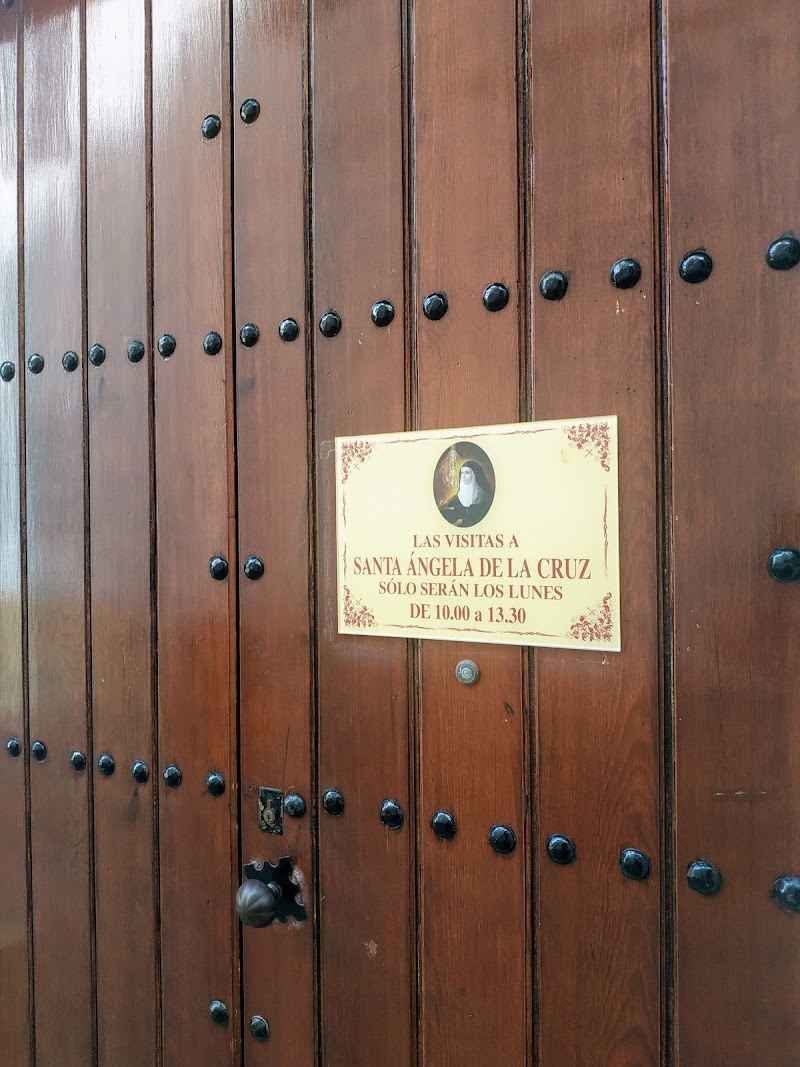 LAS VISITAS A
SANTA ÁNGELA DE LA CRUZ
SÓLO SERÁN LOS LUNES
DE 10.00 a 13.30